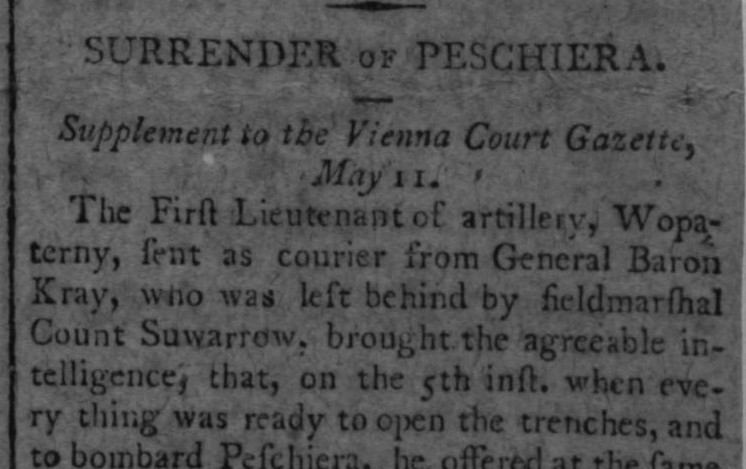 SURRENDER OF PESCHIERA.
Supplement to the Vienna Court Gazette,
May 11.
The Firſt Lieutenant of artillery, Wopa-
terny, ſent as courier from General Baron
Kray, who was left behind by fieldmarſhal
Count Suwarrow, brought the agreeable in-
telligence, that, on the 5th inſt. when eve-
ry thing was ready to open the trenches, and
to bombard Peſchiera, he offered at the ſame